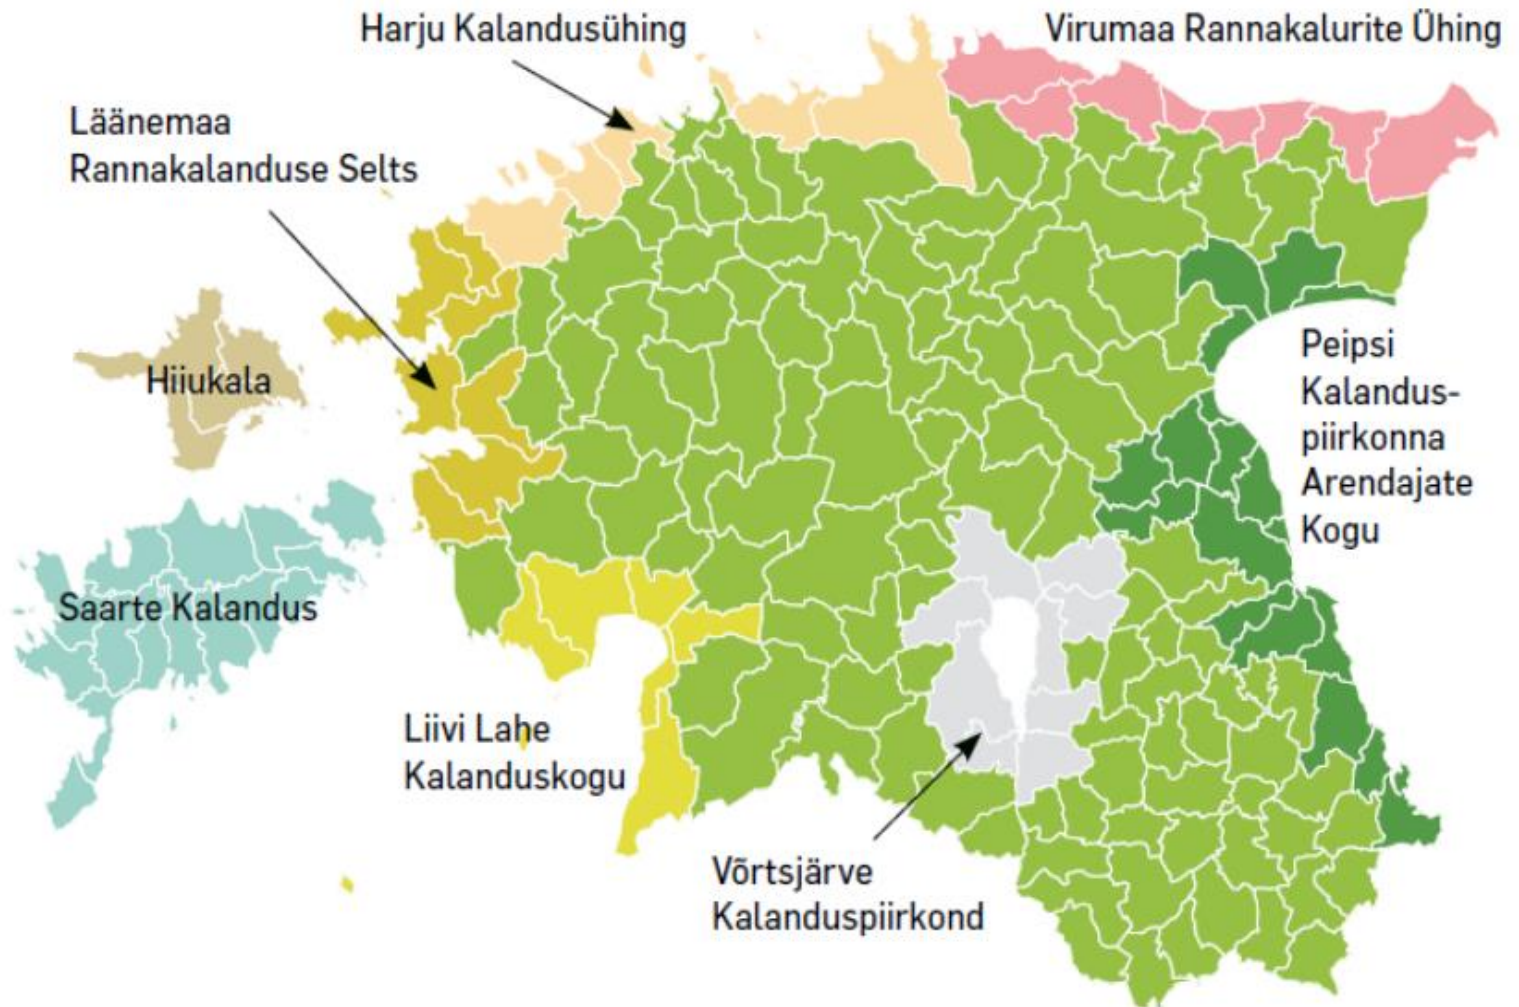 Harju Kalandusühing
Virumaa Rannakalurite Ühing
Läänemaa
Rannakalanduse Selts
Hiiukala
Peipsi
Kalandus-
piirkonna
Arendajate
Kogu
Saarte Kalandus
Liivi Lahe
Kalanduskogu
Võrtsjärve
Kalanduspiirkond